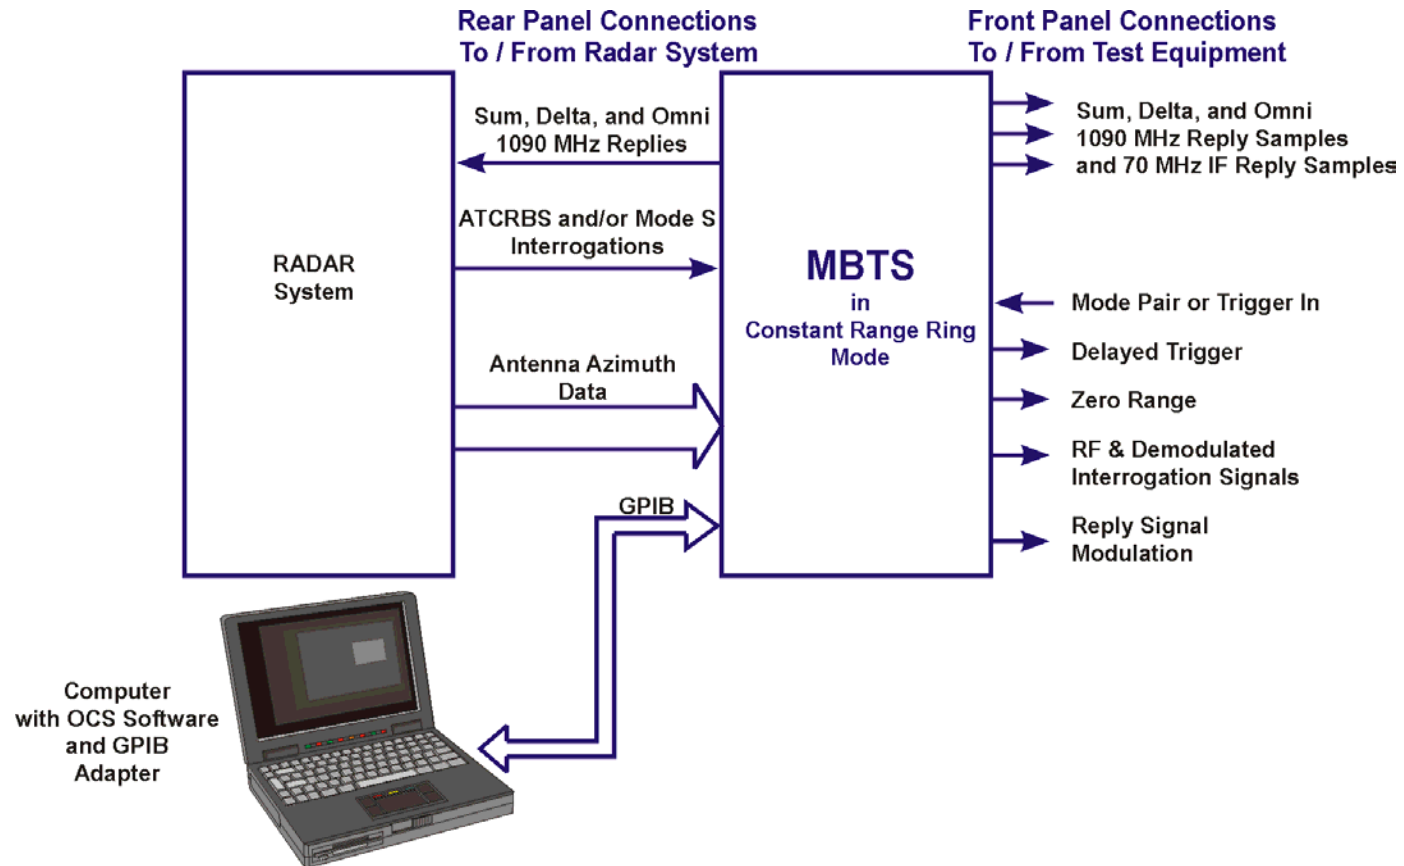 Rear Panel Connections
To / From Radar System
Front Panel Connections
To / From Test Equipment
Sum, Delta, and Omni
1090 MHz Replies
ATCRBS and/or Mode S
Interrogations
RADAR
System
Antenna Azimuth
Data
GPIB
MBTS
in
Constant Range Ring
Mode
Sum, Delta, and Omni
1090 MHz Reply Samples
and 70 MHz IF Reply Samples
Mode Pair or Trigger In
Delayed Trigger
Zero Range
RF & Demodulated
Interrogation Signals
Reply Signal
Modulation
Computer
with OCS Software
and GPIB
Adapter